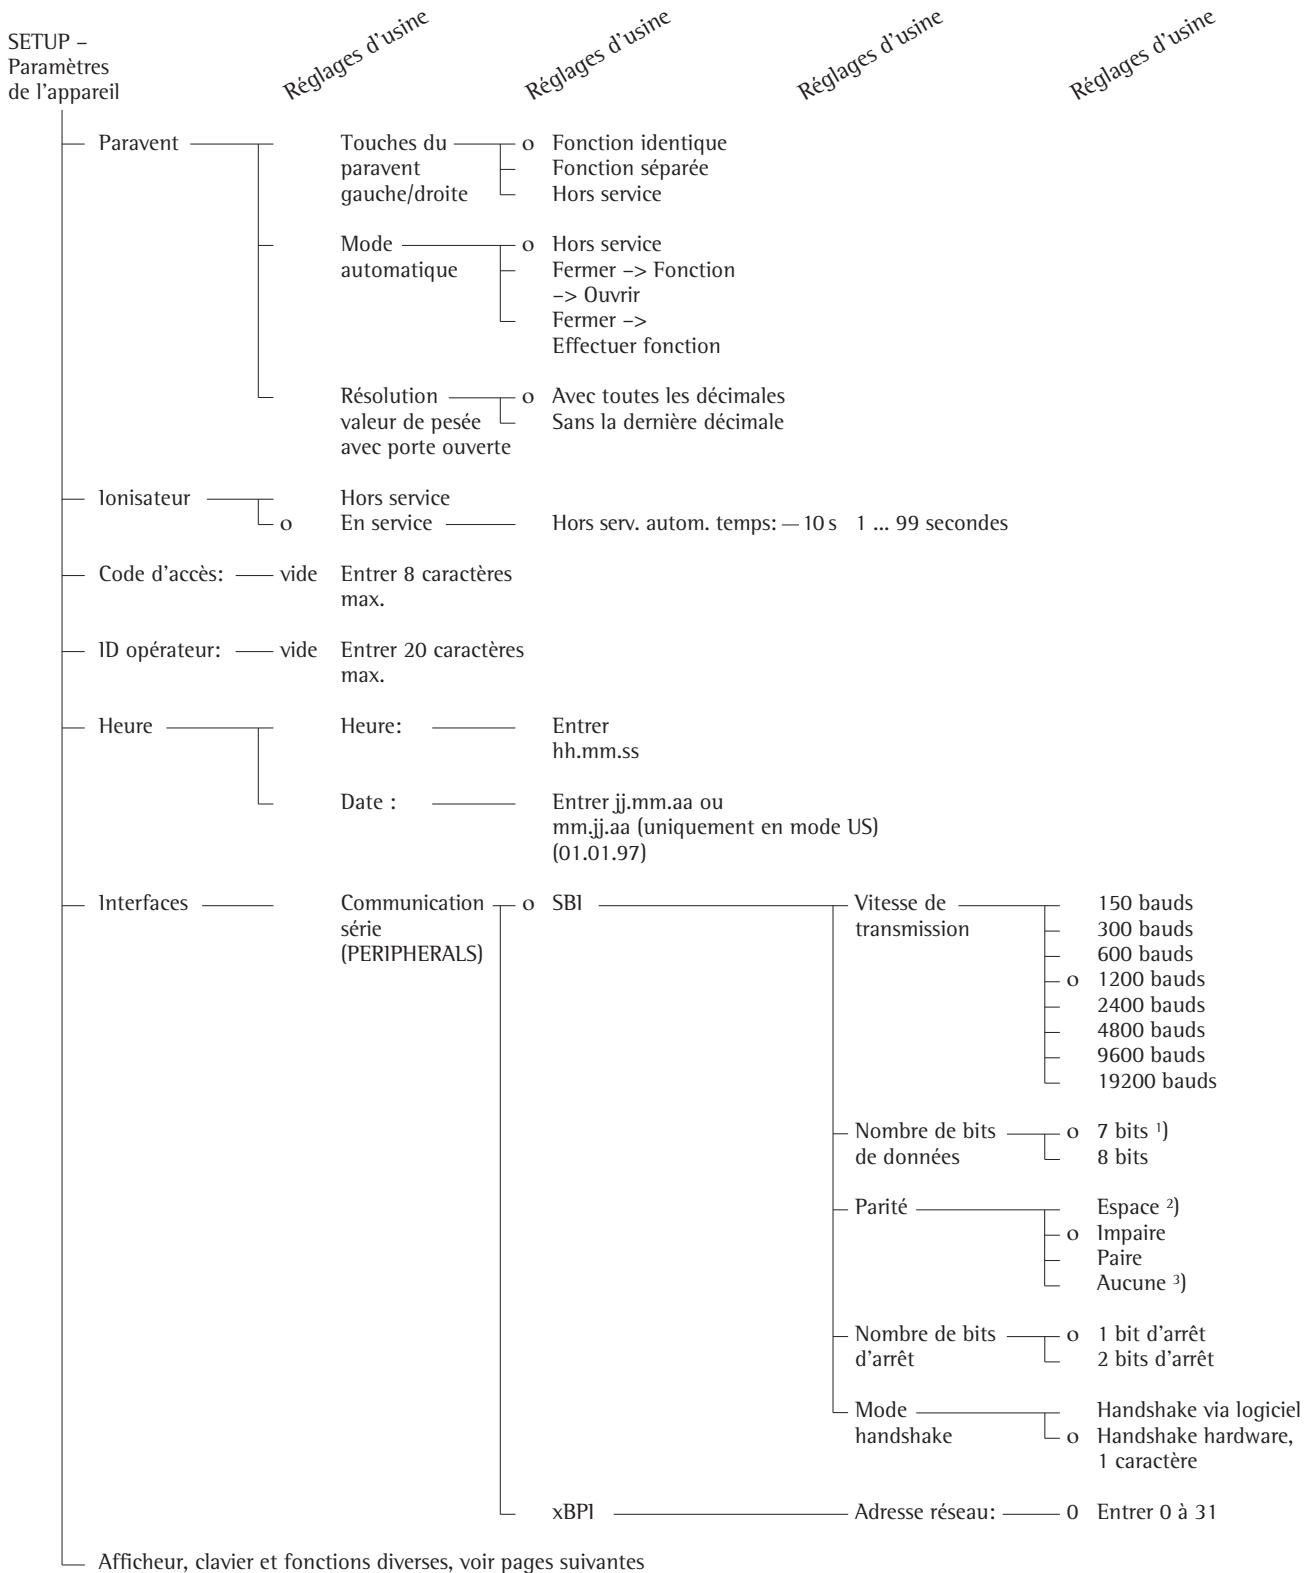 SETUP –
Paramètres
de l'appareil
Réglages d'usine
Réglages d'usine
Réglages d'usine
Réglages d'usine
Paravent
Touches du
paravent
gauche/droite
o Fonction identique
Fonction séparée
Hors service
Mode
automatique
o Hors service
Fermer –> Fonction
–> Ouvrir
Fermer –>
Effectuer fonction
Résolution
valeur de pesée
avec porte ouverte
o Avec toutes les décimales
Sans la dernière décimale
Ionisateur
Hors service
o En service
Hors serv. autom. temps: 10 s 1 ... 99 secondes
Code d'accès: vide Entrer 8 caractères
max.
ID opérateur: vide Entrer 20 caractères
max.
Heure
Heure:
Entrer
hh.mm.ss
Date :
Entrer jj.mm.aa ou
mm.jj.aa (uniquement en mode US)
(01.01.97)
Interfaces
Communication
série
(PERIPHERALS)
o SBI
Vitesse de
transmission
150 bauds
300 bauds
600 bauds
o 1200 bauds
2400 bauds
4800 bauds
9600 bauds
19200 bauds
Nombre de bits
de données
o 7 bits ¹)
8 bits
Parité
Espace ²)
o Impaire
Paire
Aucune ³)
Nombre de bits
d'arrêt
o 1 bit d'arrêt
2 bits d'arrêt
Mode
handshake
Handshake via logiciel
o Handshake hardware,
1 caractère
xBPI
Adresse réseau: 0 Entrer 0 à 31
Afficheur, clavier et fonctions diverses, voir pages suivantes